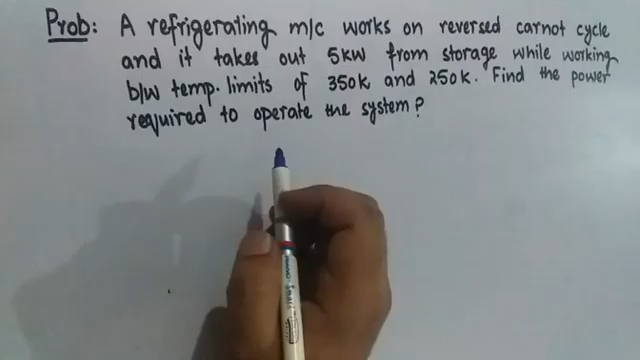 Prob: A refrigerating m/c works on reversed carnot cycle
and it takes out 5kw from storage while working
b/w temp. limits of 350k and 250k. Find the power
required to operate the system?